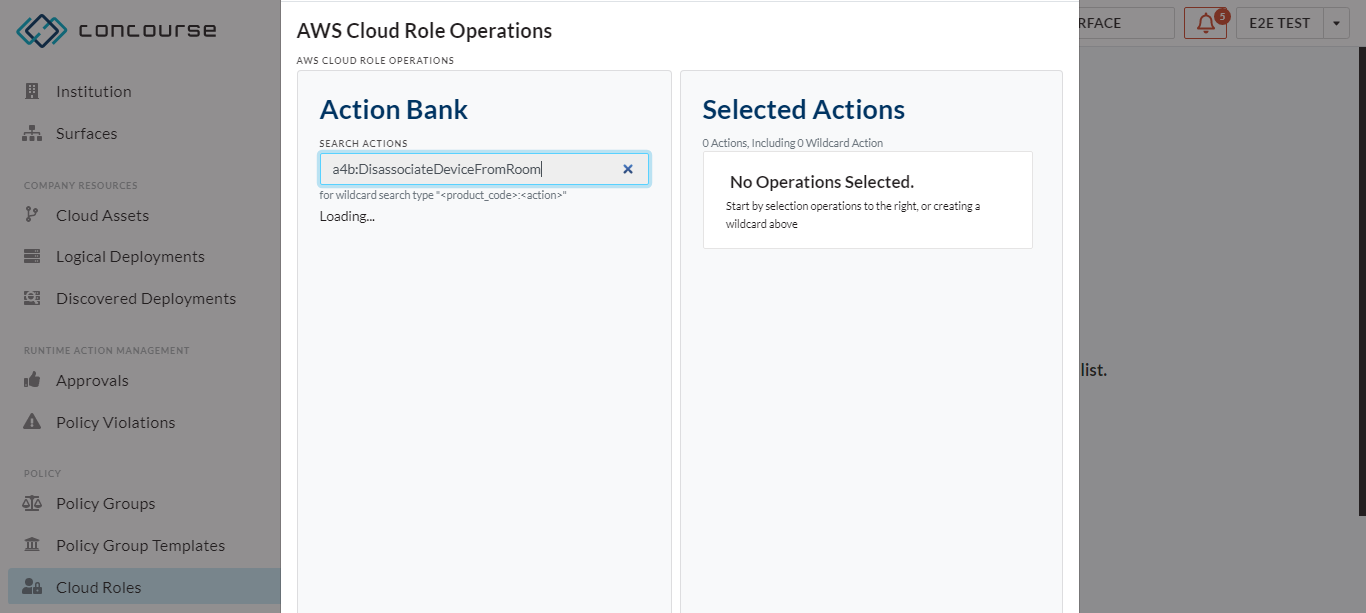 concourse
Institution
Surfaces
COMPANY RESOURCES
Cloud Assets
Logical Deployments
Discovered Deployments
RUNTIME ACTION MANAGEMENT
Approvals
Policy Violations
POLICY
Policy Groups
Policy Group Templates
Cloud Roles
AWS Cloud Role Operations
AWS CLOUD ROLE OPERATIONS
Action Bank
SEARCH ACTIONS
a4b:DisassociateDeviceFromRoom
for wildcard search type "<product_code>:<action>"
Loading...
Selected Actions
0 Actions, Including 0 Wildcard Action
No Operations Selected.
Start by selection operations to the right, or creating a
wildcard above
RFACE
5
E2E TEST
list.